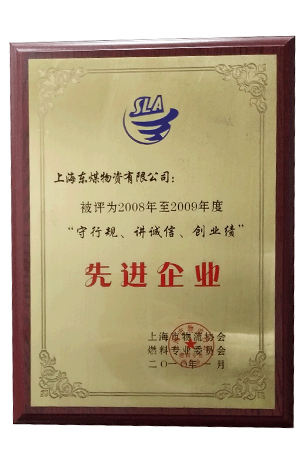 SLA
上海东煤物资有限公司：
被评为2008年至2009年度
“守行规、讲诚信、创业绩”
先进企业
上海市物流协会
燃料专业委员会
二〇一〇年一月